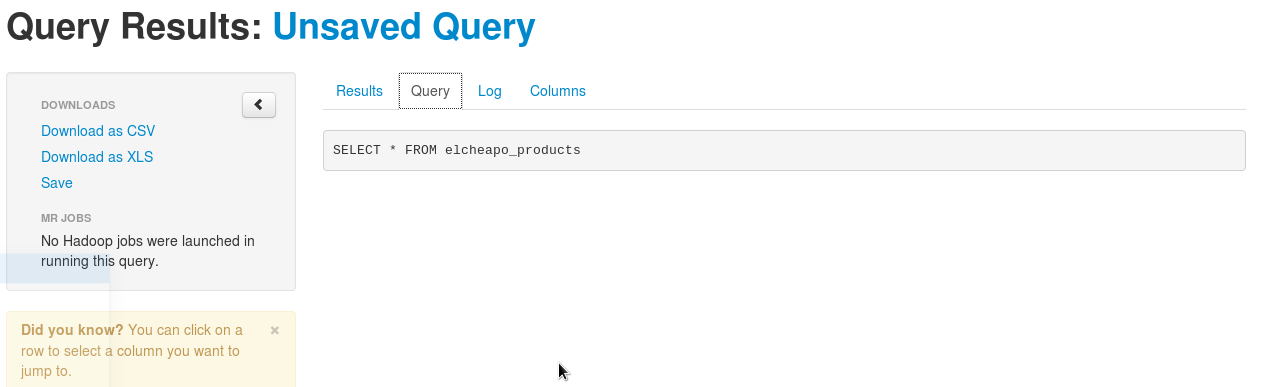 Query Results: Unsaved Query
DOWNLOADS
Download as CSV
Download as XLS
Save
MR JOBS
No Hadoop jobs were launched in
running this query.
Did you know? You can click on a
row to select a column you want to
jump to.
Results Query Log Columns
SELECT * FROM elcheapo_products